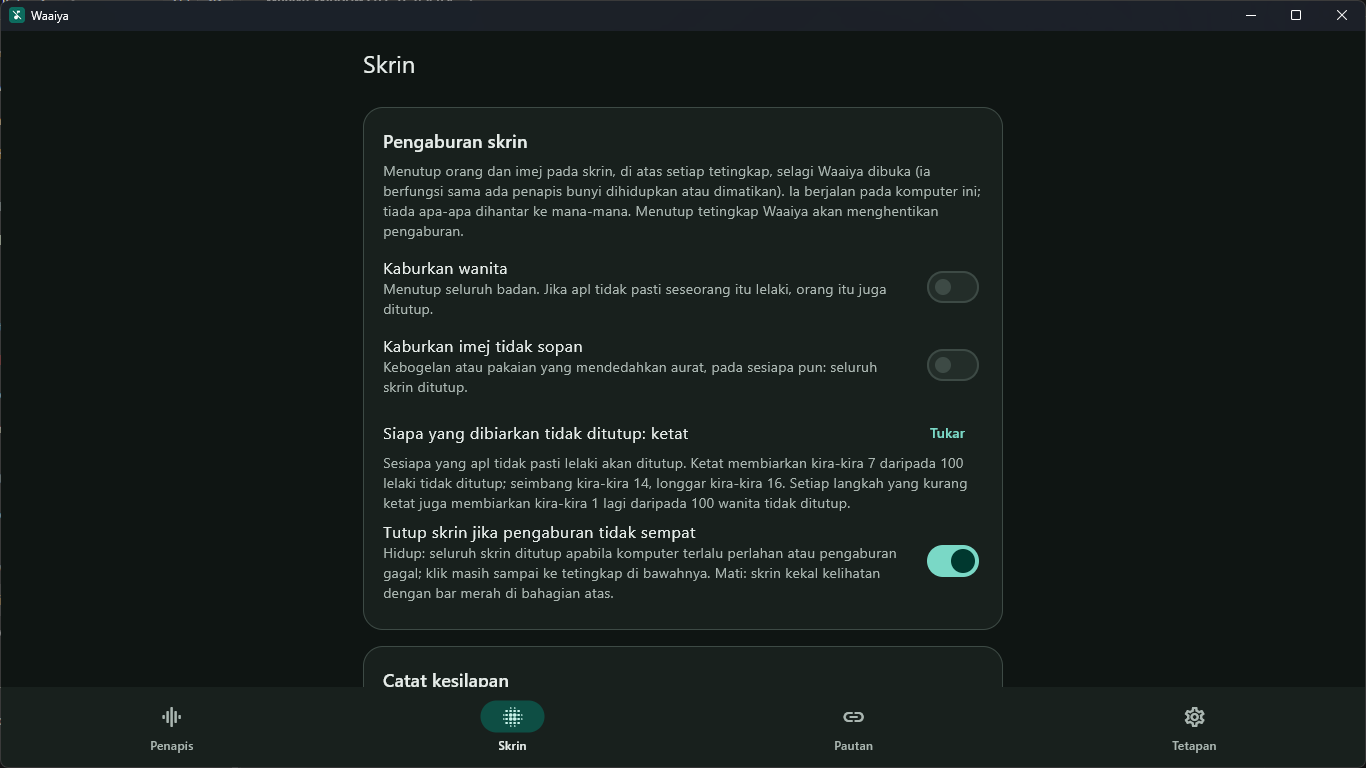 Waaiya
Skrin
Pengaburan skrin
Menutup orang dan imej pada skrin, di atas setiap tetingkap, selagi Waaiya dibuka (ia
berfungsi sama ada penapis bunyi dihidupkan atau dimatikan). Ia berjalan pada komputer ini;
tiada apa-apa dihantar ke mana-mana. Menutup tetingkap Waaiya akan menghentikan
pengaburan.
Kaburkan wanita
Menutup seluruh badan. Jika apl tidak pasti seseorang itu lelaki, orang itu juga
ditutup.
Kaburkan imej tidak sopan
Kebogelan atau pakaian yang mendedahkan aurat, pada sesiapa pun: seluruh
skrin ditutup.
Siapa yang dibiarkan tidak ditutup: ketat
Tukar
Sesiapa yang apl tidak pasti lelaki akan ditutup. Ketat membiarkan kira-kira 7 daripada 100
lelaki tidak ditutup; seimbang kira-kira 14, longgar kira-kira 16. Setiap langkah yang kurang
ketat juga membiarkan kira-kira 1 lagi daripada 100 wanita tidak ditutup.
Tutup skrin jika pengaburan tidak sempat
Hidup: seluruh skrin ditutup apabila komputer terlalu perlahan atau pengaburan
gagal; klik masih sampai ke tetingkap di bawahnya. Mati: skrin kekal kelihatan
dengan bar merah di bahagian atas.
Catat kesilapan
Penapis
Skrin
Pautan
Tetapan